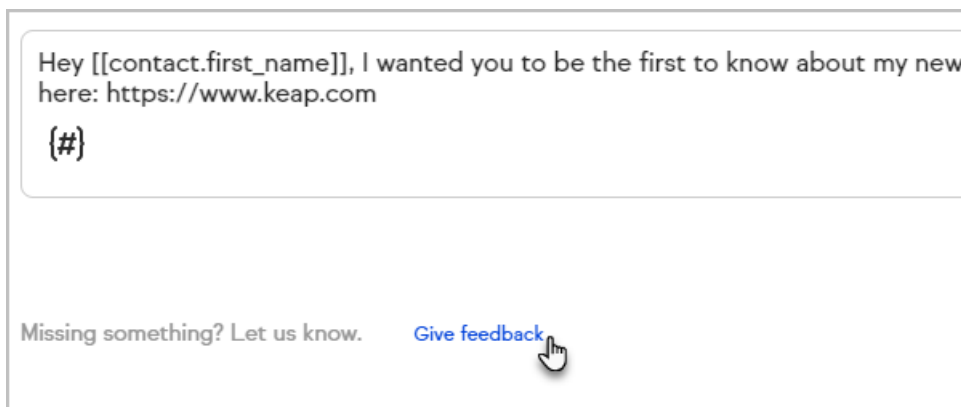 Hey [[contact.first_name]], I wanted you to be the first to know about my new
here: https://www.keap.com
{#}
Missing something? Let us know. Give feedback